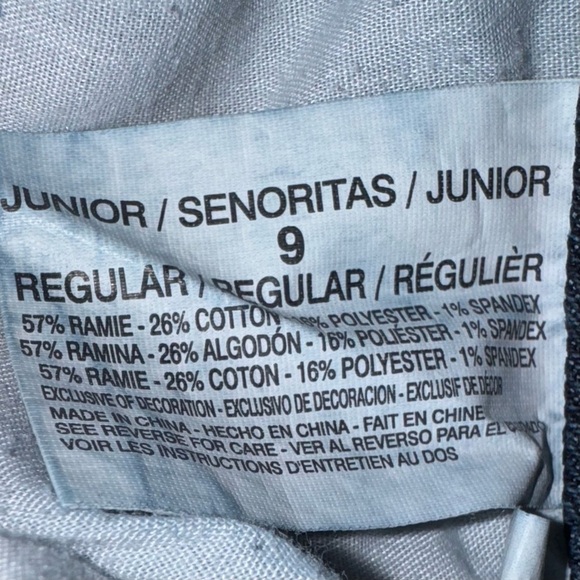 JUNIOR / SENORITAS / JUNIOR
9
REGULAR / REGULAR / RÉGULIÈR
57% RAMIE - 26% COTTON 16% POLYESTER - 1% SPANDEX
57% RAMINA - 26% ALGODÓN - 16% POLIÉSTER - 1% SPANDEX
57% RAMIE - 26% COTON - 16% POLYESTER - 1% SPANDEX
EXCLUSIVE OF DECORATION - EXCLUSIVO DE DECORACION - EXCLUSIF DE DÉCOR
MADE IN CHINA - HECHO EN CHINA - FAIT EN CHINE
SEE REVERSE FOR CARE - VER AL REVERSO PARA EL CUIDADO
VOIR LES INSTRUCTIONS D'ENTRETIEN AU DOS